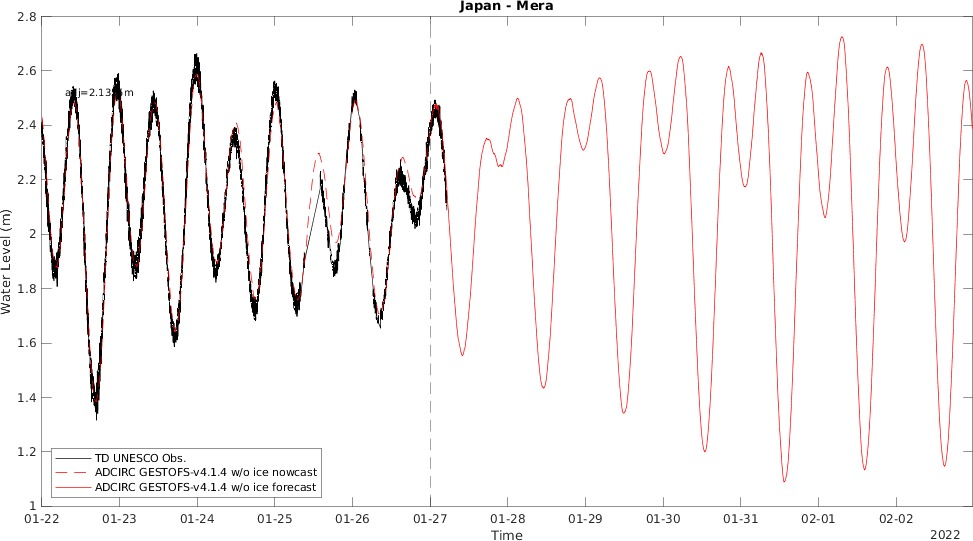 Japan - Mera
2.8
2.6
2.4
2.2
2
1.8
1.6
1.4
1.2
1
Water Level (m)
TD UNESCO Obs.
ADCIRC GESTOFS-v4.1.4 w/o ice nowcast
ADCIRC GESTOFS-v4.1.4 w/o ice forecast
01-22 01-23 01-24 01-25 01-26 01-27 01-28 01-29 01-30 01-31 02-01 02-02
Time
2022